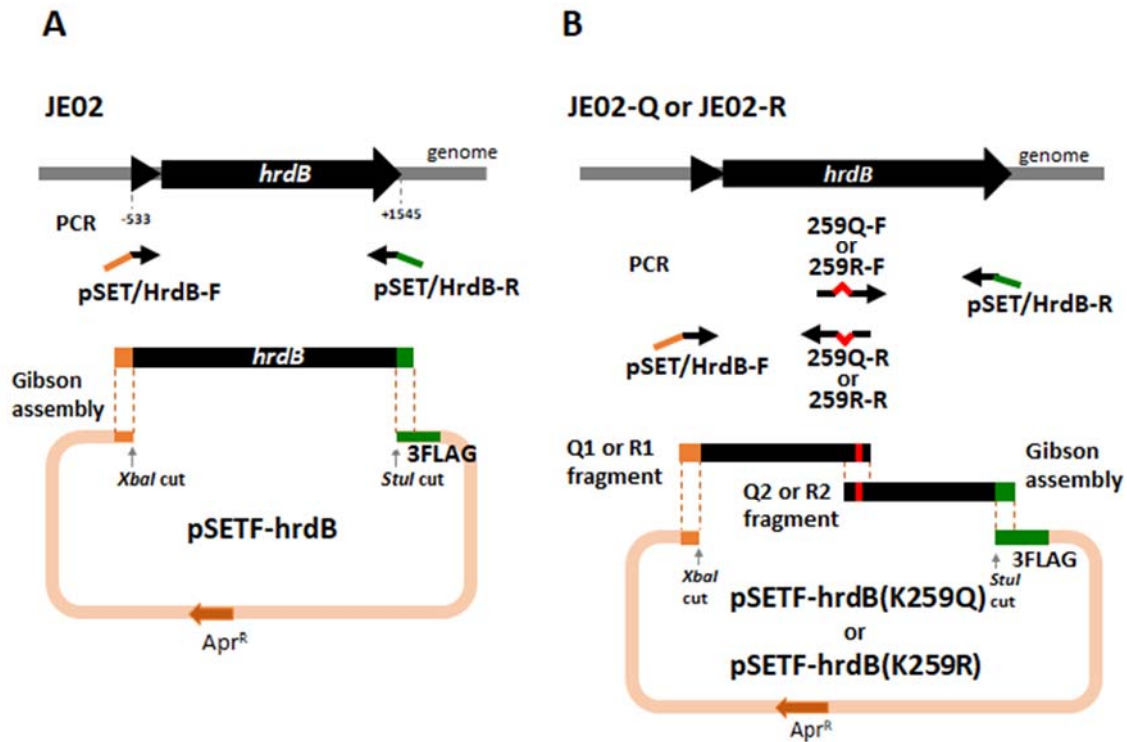 A
JE02
genome
hrdB
-533
+1545
PCR
pSET/HrdB-F
pSET/HrdB-R
hrdB
Gibson
assembly
3FLAG
XbaI cut
StuI cut
pSETF-hrdB
Apr^R
B
JE02-Q or JE02-R
genome
hrdB
259Q-F
or
259R-F
PCR
pSET/HrdB-R
pSET/HrdB-F
259Q-R
or
259R-R
Q1 or R1
fragment
Gibson
assembly
Q2 or R2
fragment
3FLAG
XbaI
cut
StuI
cut
pSETF-hrdB(K259Q)
or
pSETF-hrdB(K259R)
Apr^R